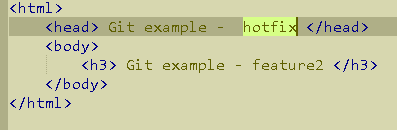 <html>
    <head> Git example -  hotfix </head>
    <body>
        <h3> Git example - feature2 </h3>
    </body>
</html>